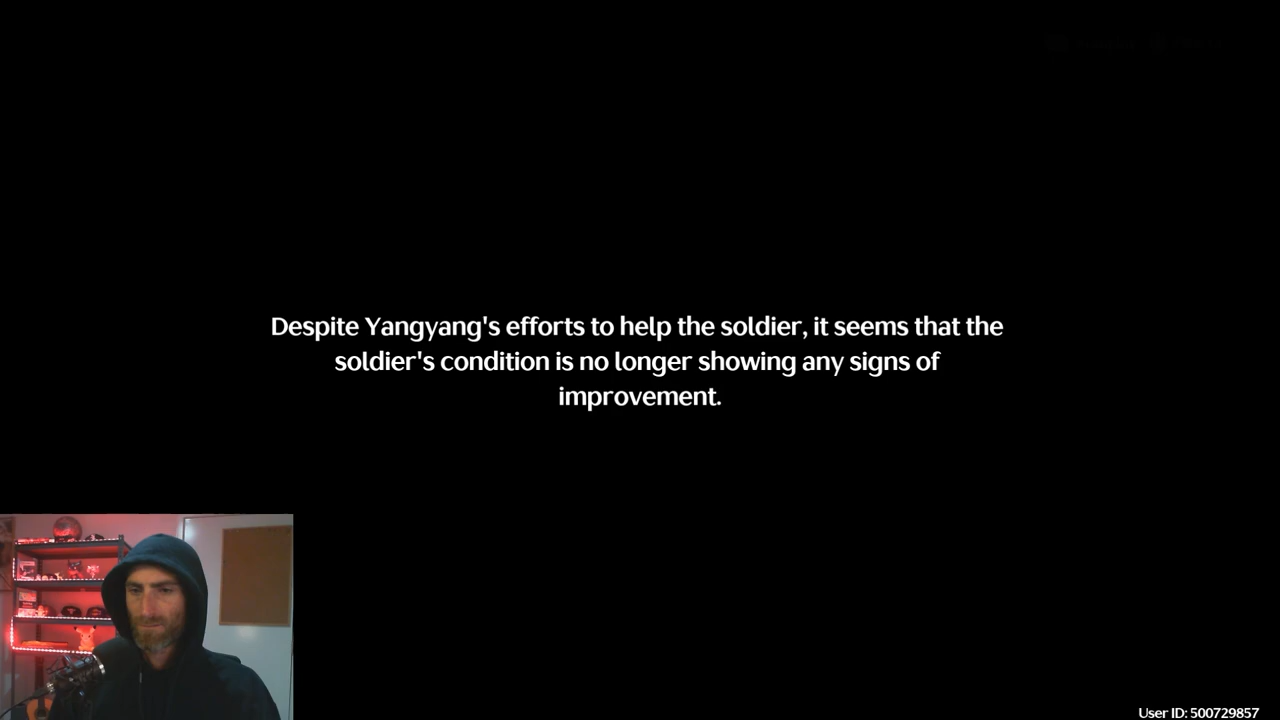 Despite Yangyang's efforts to help the soldier, it seems that the
soldier's condition is no longer showing any signs of
improvement.
User ID: 500729857